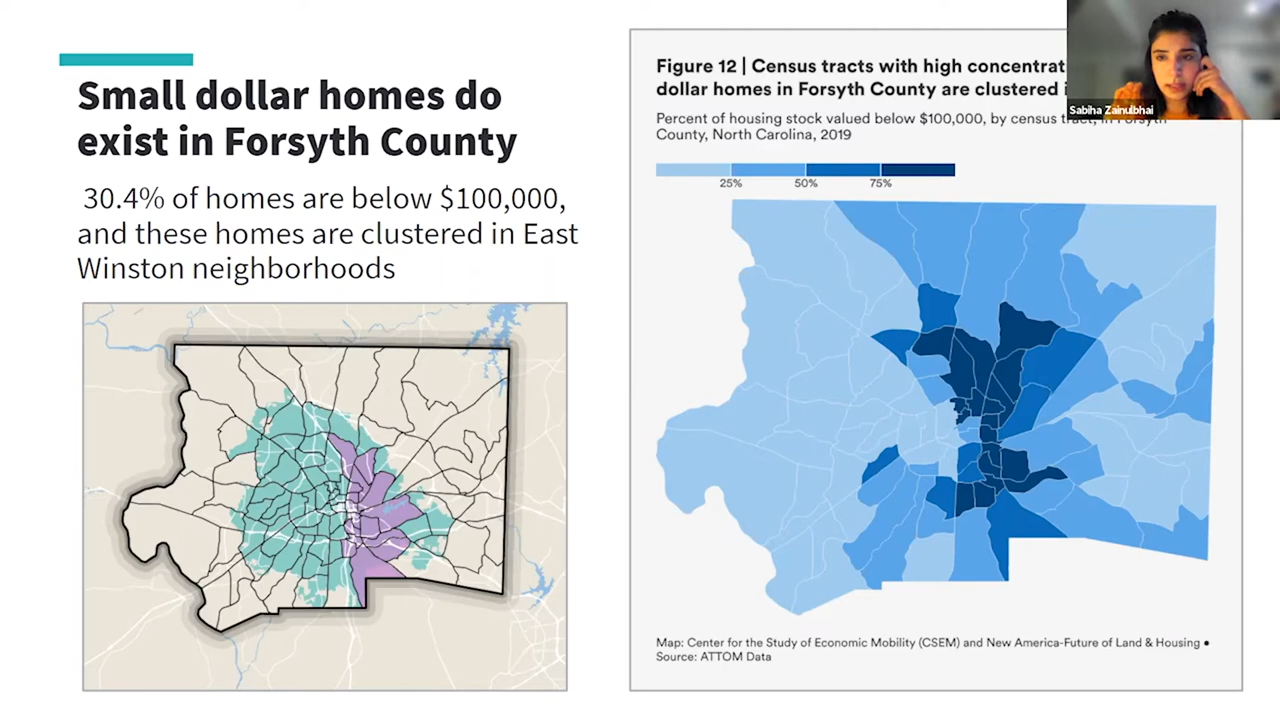 Small dollar homes do
exist in Forsyth County
30.4% of homes are below $100,000,
and these homes are clustered in East
Winston neighborhoods
Figure 12 | Census tracts with high
dollar homes in Forsyth County are clustered
Percent of housing stock valued below $100,000, by census tract, in Forsyth
County, North Carolina, 2019
25%
50%
75%
Map: Center for the Study of Economic Mobility (CSEM) and New America-Future of Land & Housing •
Source: ATTOM Data
Sabiha Zainulbhai